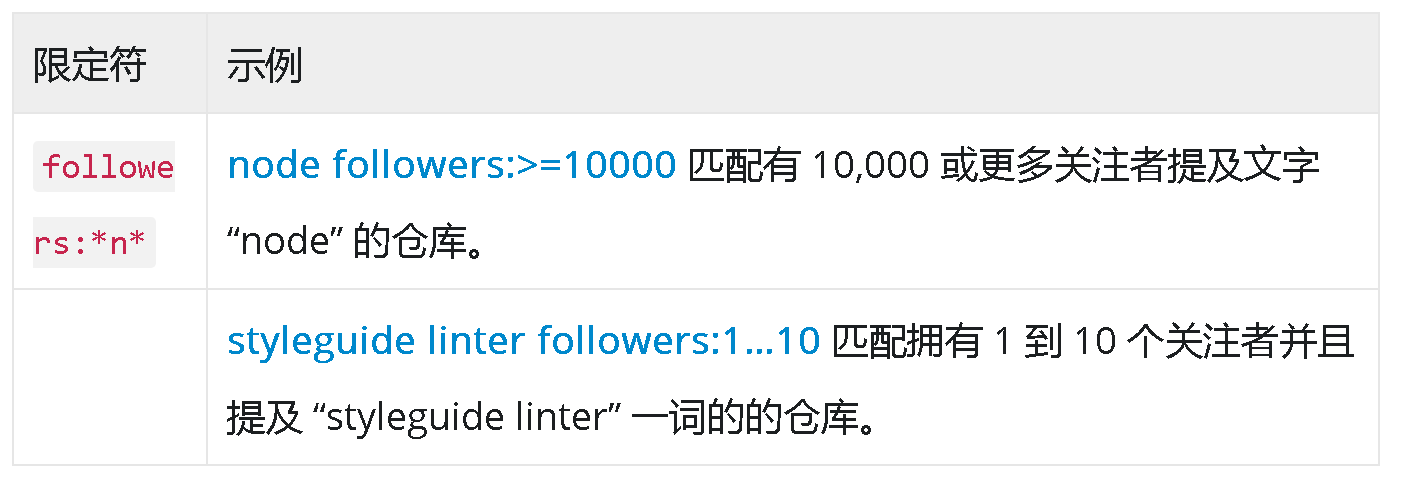 限定符 示例
followe
rs:*n*
node followers:>=10000 匹配有 10,000 或更多关注者提及文字
“node” 的仓库。
styleguide linter followers:1...10 匹配拥有 1 到 10 个关注者并且
提及 “styleguide linter” 一词的的仓库。